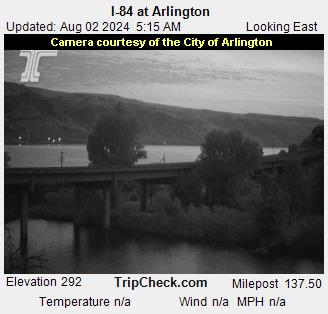 I-84 at Arlington
Updated: Aug 02 2024 5:15 AM Looking East
Camera courtesy of the City of Arlington
Elevation 292 TripCheck.com Milepost 137.50
Temperature n/a Wind n/a MPH n/a